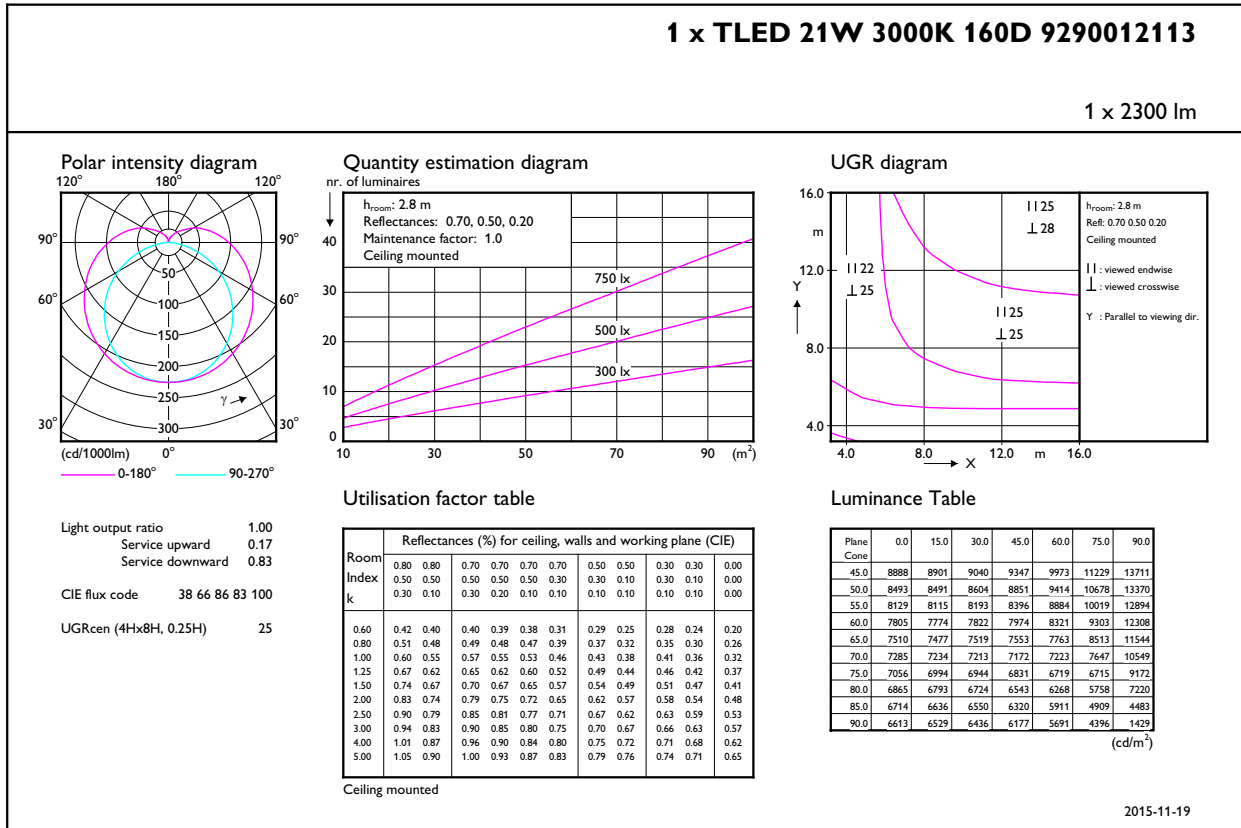 1 x TLED 21W 3000K 160D 9290012113
1 x 2300 lm
Polar intensity diagram
120° 180° 120°
90° 90°
60° 60°
30° 30°
50
100
150
200
250
300
γ
(cd/1000lm) 0°
0-180° 90-270°
Light output ratio 1.00
Service upward 0.17
Service downward 0.83
CIE flux code 38 66 86 83 100
UGRcen (4Hx8H, 0.25H) 25
Quantity estimation diagram
nr. of luminaires
hroom: 2.8 m
Reflectances: 0.70, 0.50, 0.20
Maintenance factor: 1.0
Ceiling mounted
40
30
20
10
0
750 lx
500 lx
300 lx
10 30 50 70 90 (m²)
Utilisation factor table
Reflectances (%) for ceiling, walls and working plane (CIE)
Room Index k
0.80 0.80 0.70 0.70 0.70 0.70 0.50 0.50 0.30 0.30 0.00
0.50 0.50 0.50 0.50 0.50 0.30 0.30 0.10 0.30 0.10 0.00
0.30 0.10 0.30 0.20 0.10 0.10 0.10 0.10 0.10 0.10 0.00
0.60 0.42 0.40 0.40 0.39 0.38 0.31 0.29 0.25 0.28 0.24 0.20
0.80 0.51 0.48 0.49 0.48 0.47 0.39 0.37 0.32 0.35 0.30 0.26
1.00 0.60 0.55 0.57 0.55 0.53 0.46 0.43 0.38 0.41 0.36 0.32
1.25 0.67 0.62 0.65 0.62 0.60 0.52 0.49 0.44 0.46 0.42 0.37
1.50 0.74 0.67 0.70 0.67 0.65 0.57 0.54 0.49 0.51 0.47 0.41
2.00 0.83 0.74 0.79 0.75 0.72 0.65 0.62 0.57 0.58 0.54 0.48
2.50 0.90 0.79 0.85 0.81 0.77 0.71 0.67 0.62 0.63 0.59 0.53
3.00 0.94 0.83 0.90 0.85 0.80 0.75 0.70 0.67 0.66 0.63 0.57
4.00 1.01 0.87 0.96 0.90 0.84 0.80 0.75 0.72 0.71 0.68 0.62
5.00 1.05 0.90 1.00 0.93 0.87 0.83 0.79 0.76 0.74 0.71 0.65
Ceiling mounted
UGR diagram
16.0
m
12.0
Y
8.0
4.0
|| 25
⊥ 28
|| 22
⊥ 25
|| 25
⊥ 25
4.0 8.0 12.0 m 16.0
X
hroom: 2.8 m
Refl: 0.70 0.50 0.20
Ceiling mounted
|| : viewed endwise
⊥ : viewed crosswise
Y : Parallel to viewing dir.
Luminance Table
Plane 0.0 15.0 30.0 45.0 60.0 75.0 90.0
Cone
45.0 8888 8901 9040 9347 9973 11229 13711
50.0 8493 8491 8604 8851 9414 10678 13370
55.0 8129 8115 8193 8396 8884 10019 12894
60.0 7805 7774 7822 7974 8321 9303 12308
65.0 7510 7477 7519 7553 7763 8513 11544
70.0 7285 7234 7213 7172 7223 7647 10549
75.0 7056 6994 6944 6831 6719 6715 9172
80.0 6865 6793 6724 6543 6268 5758 7220
85.0 6714 6636 6550 6320 5911 4909 4483
90.0 6613 6529 6436 6177 5691 4396 1429
(cd/m²)
2015-11-19